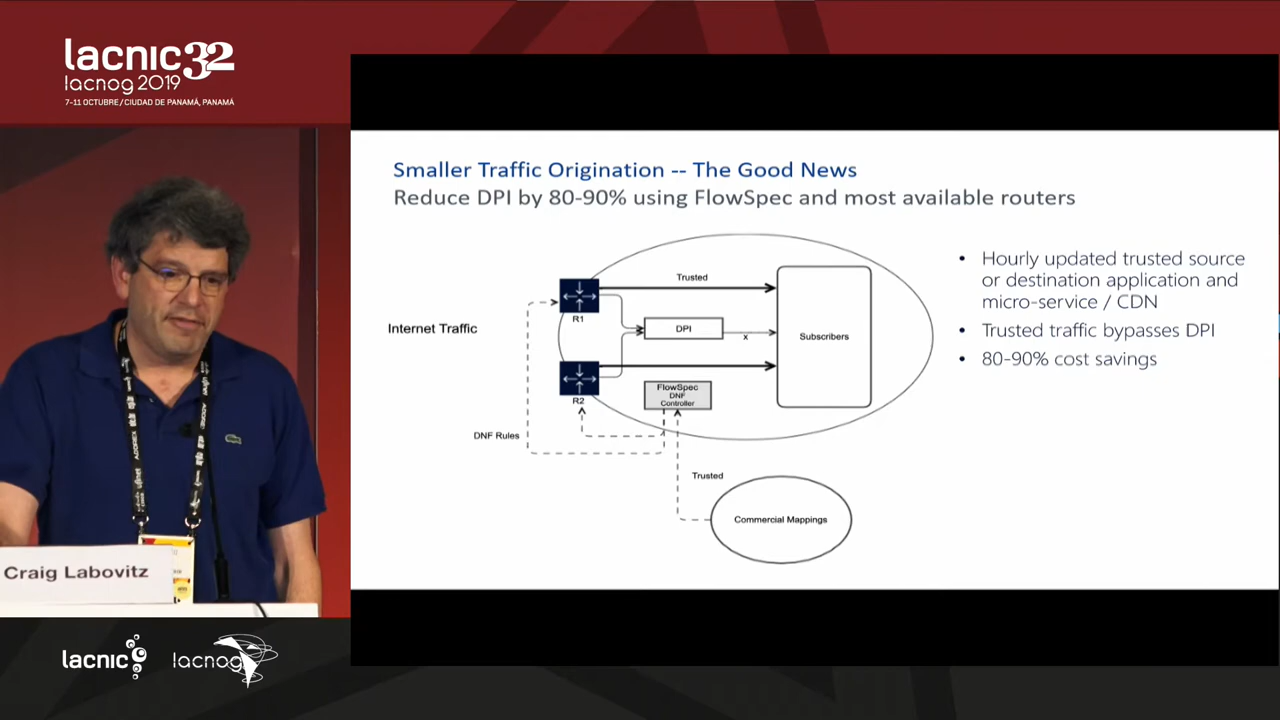 lacnic32
lacnog 2019
7-11 OCTUBRE / CIUDAD DE PANAMÁ, PANAMÁ
Smaller Traffic Origination -- The Good News
Reduce DPI by 80-90% using FlowSpec and most available routers
Internet Traffic
R1
R2
Trusted
DPI
x
Subscribers
FlowSpec
DNF
Controller
DNF Rules
Trusted
Commercial Mappings
• Hourly updated trusted source
or destination application and
micro-service / CDN
• Trusted traffic bypasses DPI
• 80-90% cost savings
Craig Labovitz
lacnic
lacnog